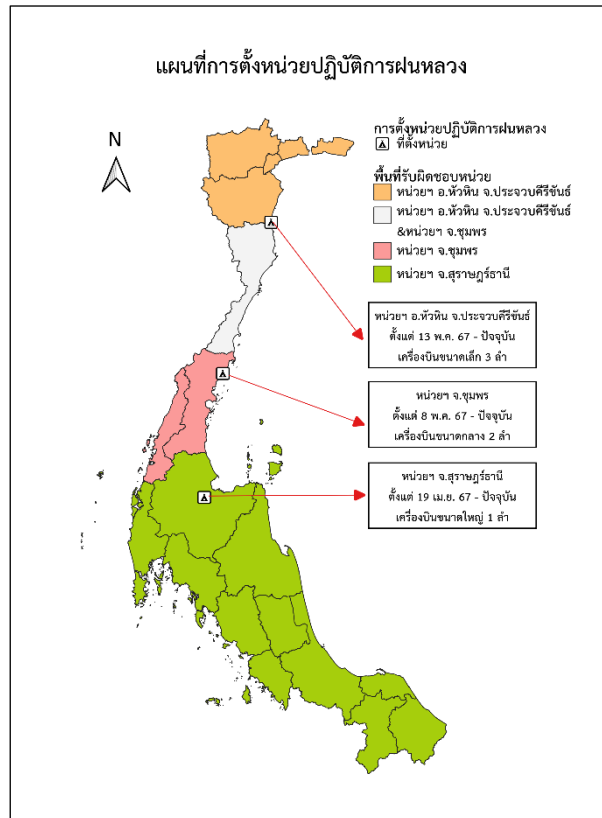 แผนที่การตั้งหน่วยปฏิบัติการฝนหลวง
N
การตั้งหน่วยปฏิบัติการฝนหลวง
ที่ตั้งหน่วย
พื้นที่รับผิดชอบหน่วย
หน่วยฯ อ.หัวหิน จ.ประจวบคีรีขันธ์
หน่วยฯ อ.หัวหิน จ.ประจวบคีรีขันธ์
&หน่วยฯ จ.ชุมพร
หน่วยฯ จ.ชุมพร
หน่วยฯ จ.สุราษฎร์ธานี
หน่วยฯ อ.หัวหิน จ.ประจวบคีรีขันธ์
ตั้งแต่ 13 พ.ค. 67 - ปัจจุบัน
เครื่องบินขนาดเล็ก 3 ลำ
หน่วยฯ จ.ชุมพร
ตั้งแต่ 8 พ.ค. 67 - ปัจจุบัน
เครื่องบินขนาดกลาง 2 ลำ
หน่วยฯ จ.สุราษฎร์ธานี
ตั้งแต่ 19 เม.ย. 67 - ปัจจุบัน
เครื่องบินขนาดใหญ่ 1 ลำ